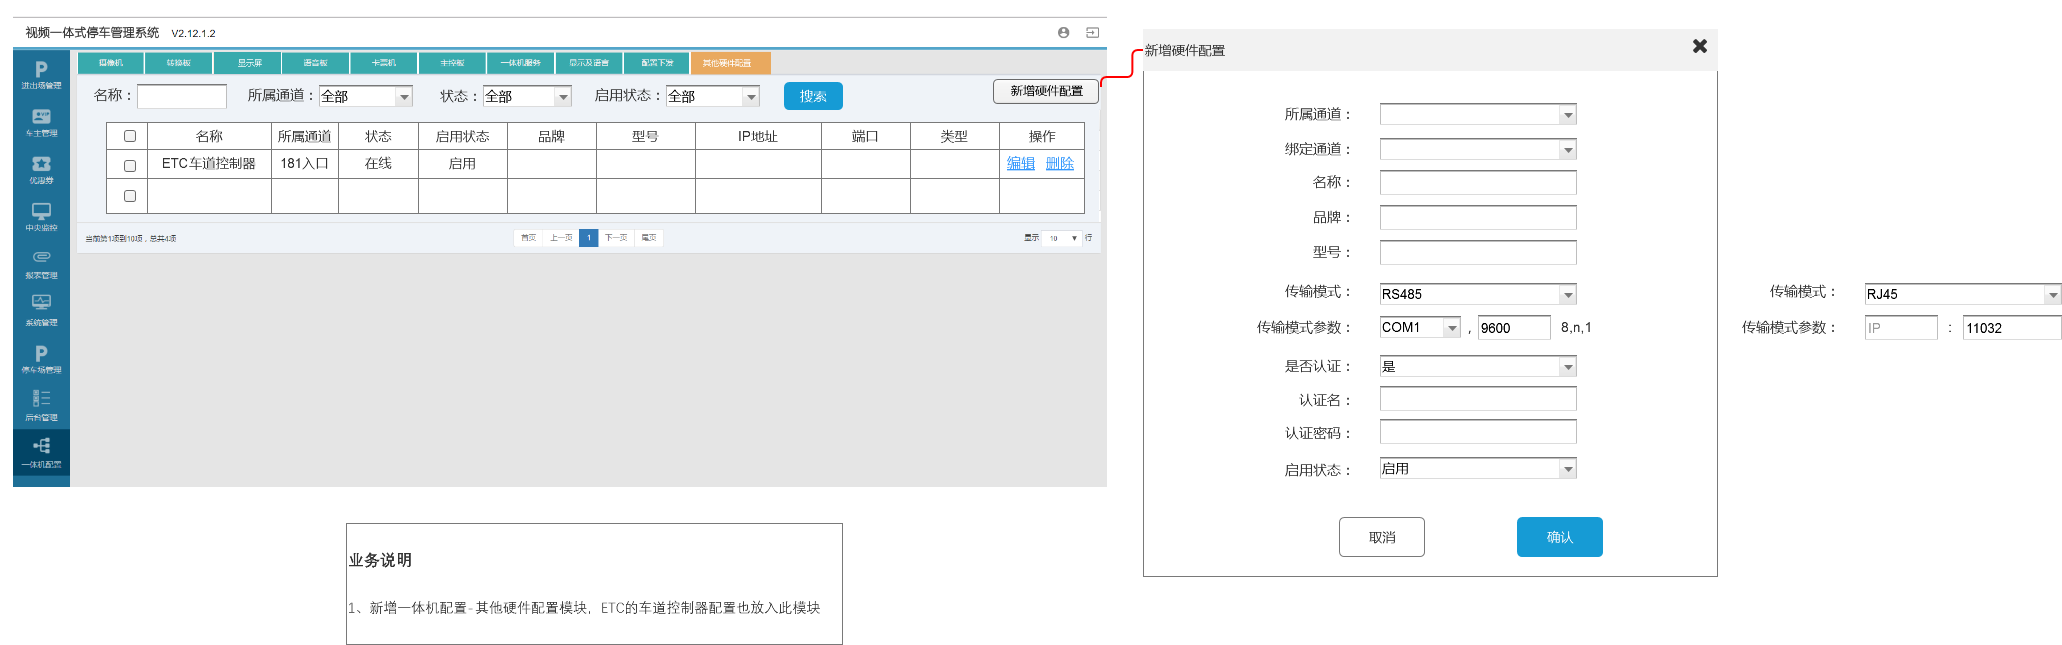 视频一体式停车管理系统 V2.12.1.2
进出场管理
车主管理
优惠券
中央监控
报表管理
系统管理
停车场管理
后台管理
一体机配置
摄像机 转换板 显示屏 语音板 卡票机 主控板 一体机服务 显示及语音 配置下发 其他硬件配置
名称： 所属通道： 全部 状态： 全部 启用状态： 全部 搜索 新增硬件配置
名称 所属通道 状态 启用状态 品牌 型号 IP地址 端口 类型 操作
ETC车道控制器 181入口 在线 启用 编辑 删除
当前第1项到10项，总共4项 首页 上一页 1 下一页 尾页 显示 10 行
业务说明
1、新增一体机配置-其他硬件配置模块，ETC的车道控制器配置也放入此模块
新增硬件配置
所属通道：
绑定通道：
名称：
品牌：
型号：
传输模式： RS485
传输模式参数： COM1 , 9600 8,n,1
是否认证： 是
认证名：
认证密码：
启用状态： 启用
取消 确认
传输模式： RJ45
传输模式参数： IP : 11032